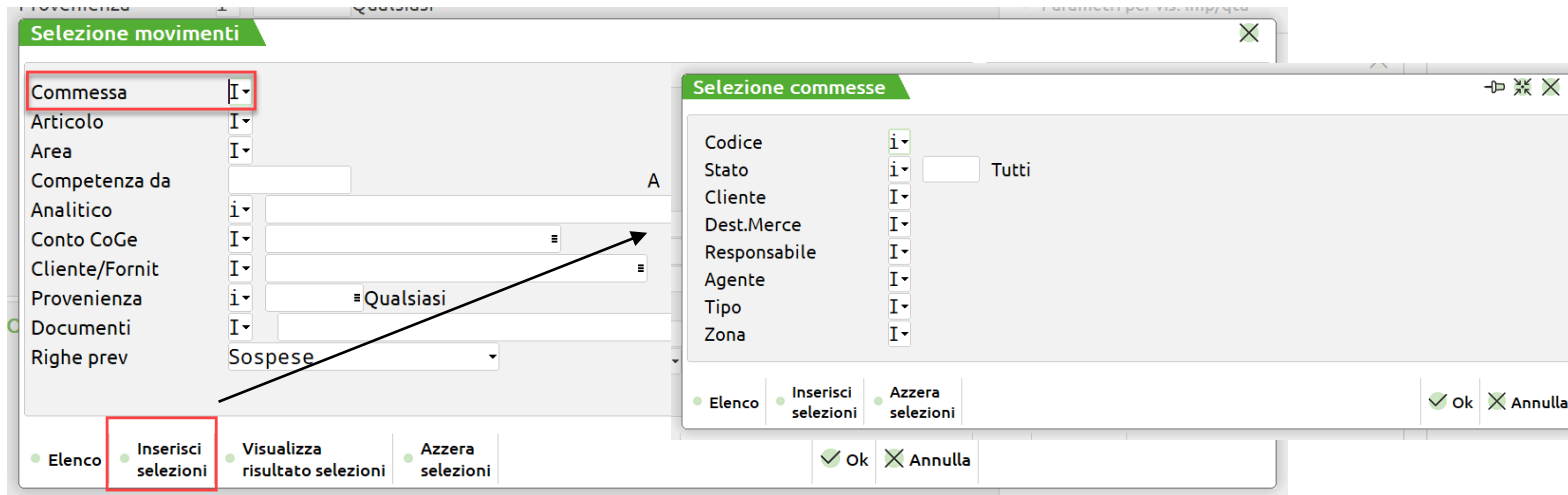 Provenienza I Qualsiasi Parametri per vis. imp/qta
Selezione movimenti
Commessa I
Articolo I
Area I
Competenza da A
Analitico i
Conto CoGe I
Cliente/Fornit I
Provenienza i Qualsiasi
Documenti I
Righe prev Sospese
Elenco
Inserisci
selezioni
Visualizza
risultato selezioni
Azzera
selezioni
Ok
Annulla
Selezione commesse
Codice i
Stato i Tutti
Cliente I
Dest.Merce I
Responsabile I
Agente I
Tipo I
Zona I
Elenco
Inserisci
selezioni
Azzera
selezioni
Ok
Annulla